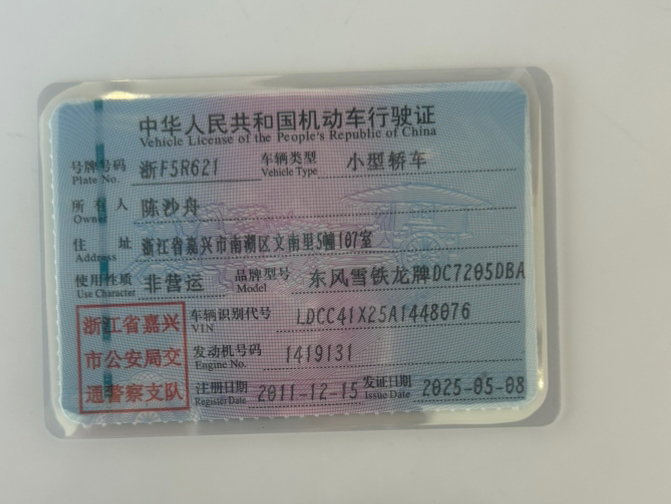 中华人民共和国机动车行驶证
Vehicle License of the People's Republic of China
号牌号码 浙F5R621 车辆类型 小型轿车
Plate No. Vehicle Type
所有人 陈沙舟
Owner
住址 浙江省嘉兴市南湖区文南里5幢107室
Address
使用性质 非营运 品牌型号 东风雪铁龙牌DC7205DBA
Use Character Model
浙江省嘉兴
市公安局交
通警察支队
车辆识别代号 LDCC41X25A1448076
VIN
发动机号码 1419131
Engine No.
注册日期 2011-12-15 发证日期 2025-05-08
Register Date Issue Date